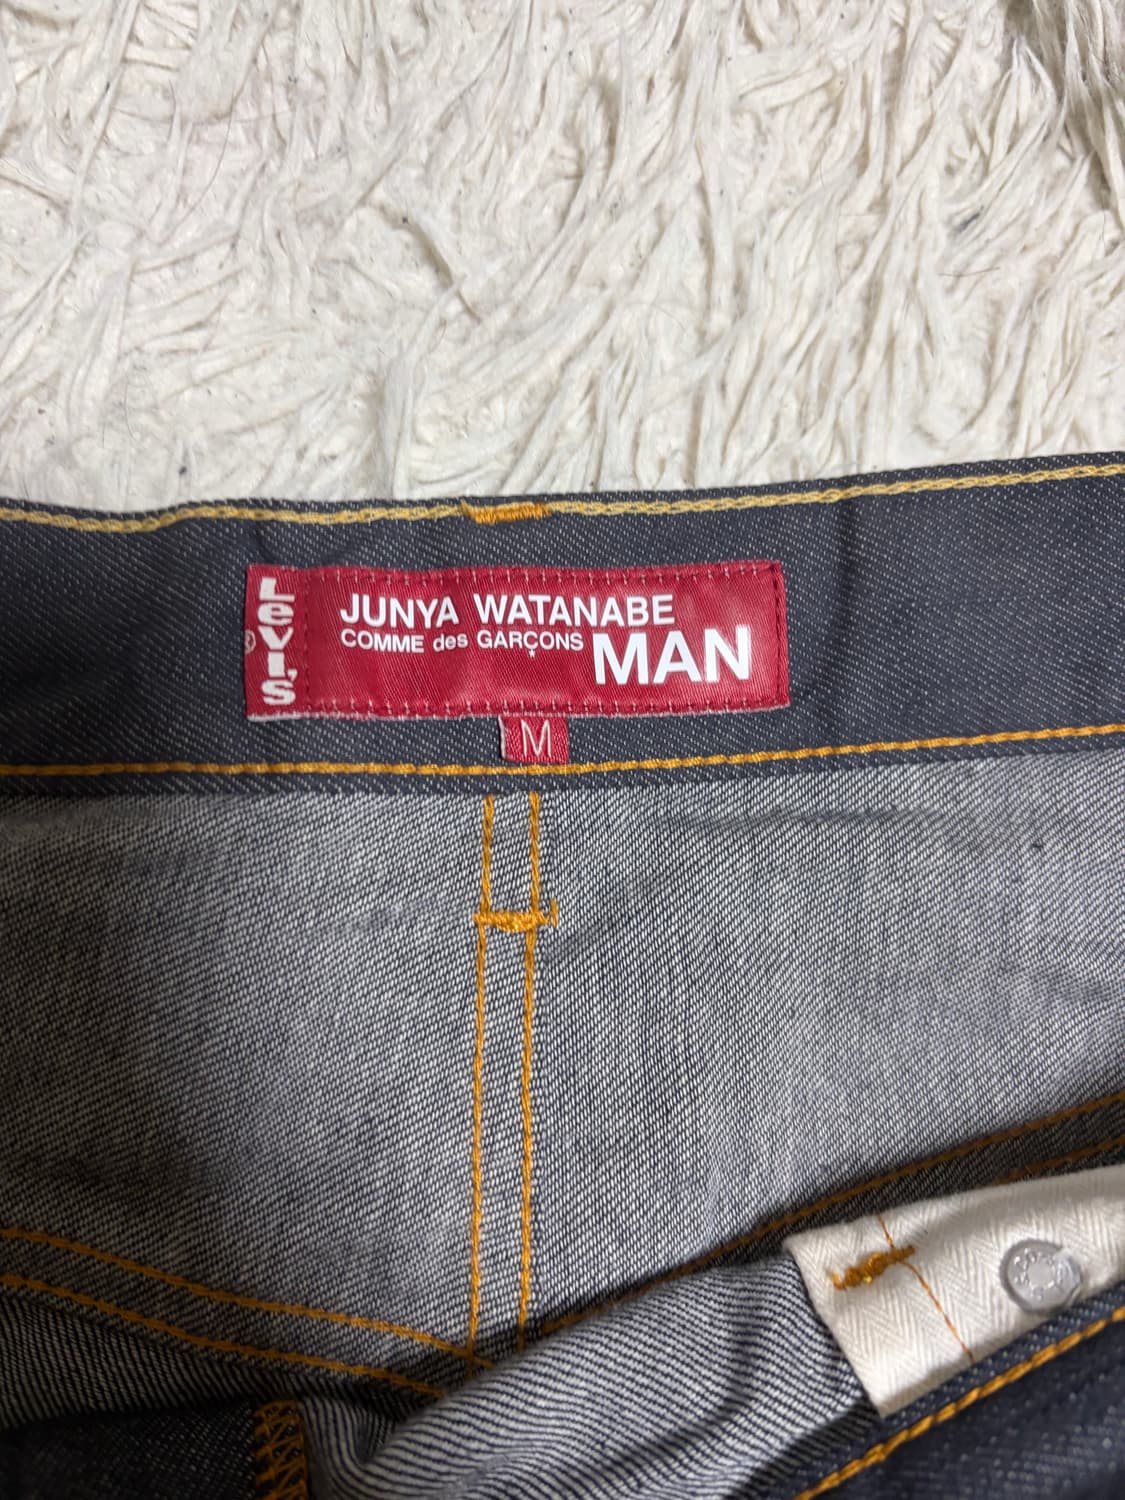 Levi's
®
JUNYA WATANABE
COMME des GARÇONS
MAN
M